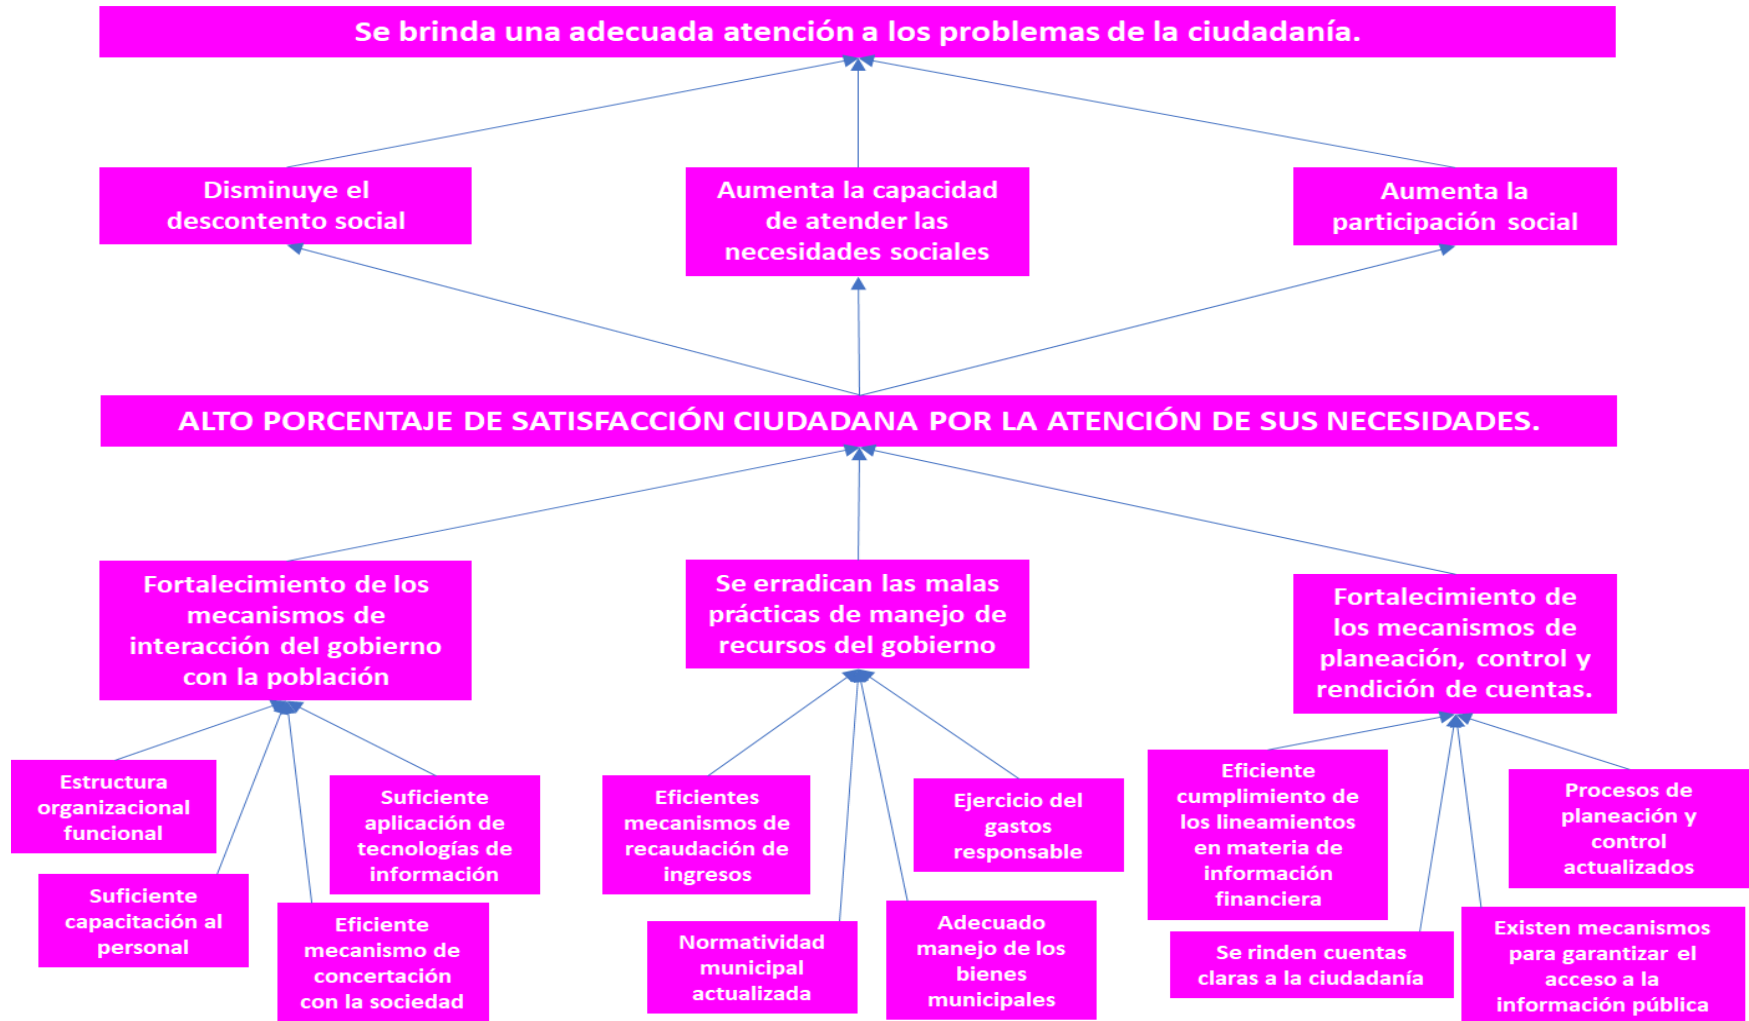 Se brinda una adecuada atención a los problemas de la ciudadanía.
Disminuye el
descontento social
Aumenta la capacidad
de atender las
necesidades sociales
Aumenta la
participación social
ALTO PORCENTAJE DE SATISFACCIÓN CIUDADANA POR LA ATENCIÓN DE SUS NECESIDADES.
Fortalecimiento de los
mecanismos de
interacción del gobierno
con la población
Se erradican las malas
prácticas de manejo de
recursos del gobierno
Fortalecimiento de
los mecanismos de
planeación, control y
rendición de cuentas.
Estructura
organizacional
funcional
Suficiente
capacitación al
personal
Eficiente
mecanismo de
concertación
con la sociedad
Suficiente
aplicación de
tecnologías de
información
Eficientes
mecanismos de
recaudación de
ingresos
Normatividad
municipal
actualizada
Adecuado
manejo de los
bienes
municipales
Ejercicio del
gastos
responsable
Eficiente
cumplimiento de
los lineamientos
en materia de
información
financiera
Se rinden cuentas
claras a la ciudadanía
Existen mecanismos
para garantizar el
acceso a la
información pública
Procesos de
planeación y
control
actualizados